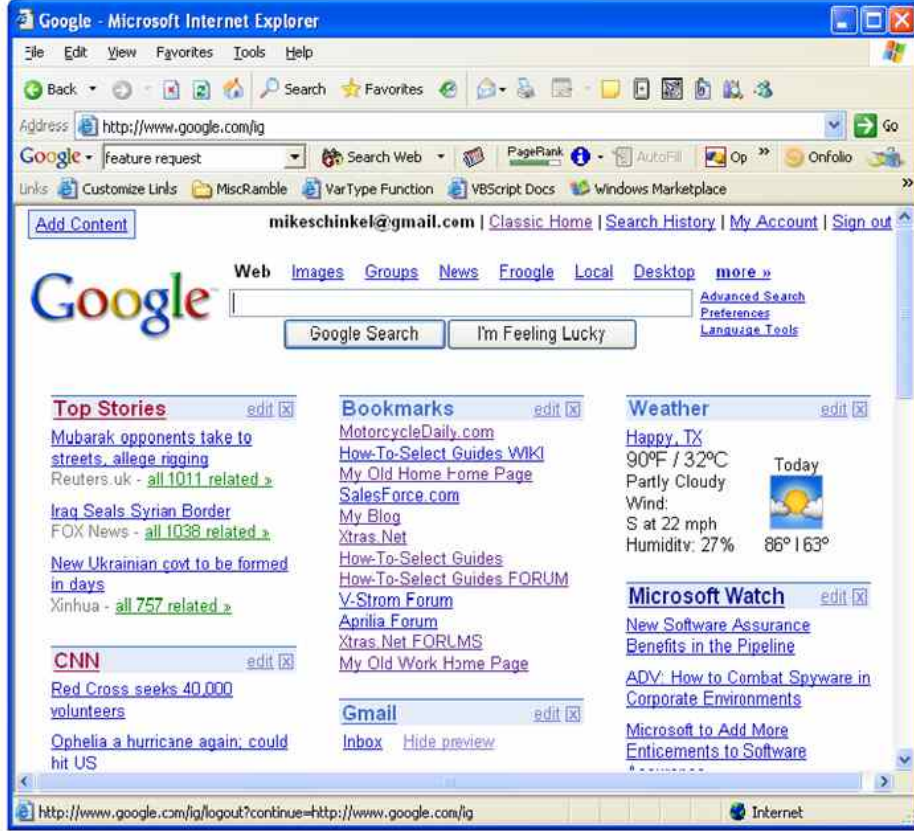 Google - Microsoft Internet Explorer
File Edit View Favorites Tools Help
Back Search Favorites
Address http://www.google.com/ig Go
Google feature request Search Web PageRank AutoFill Op » Onfolio
Links Customize Links MiscRamble VarType Function VBScript Docs Windows Marketplace »
Add Content mikeschinkel@gmail.com | Classic Home | Search History | My Account | Sign out
Google
Web Images Groups News Froogle Local Desktop more »
Advanced Search
Preferences
Language Tools
Google Search I'm Feeling Lucky
Top Stories edit
Mubarak opponents take to
streets, allege rigging
Reuters.uk - all 1011 related »
Iraq Seals Syrian Border
FOX News - all 1038 related »
New Ukrainian govt to be formed
in days
Xinhua - all 757 related »
CNN edit
Red Cross seeks 40,000
volunteers
Ophelia a hurricane again; could
hit US
Bookmarks edit
MotorcycleDaily.com
How-To-Select Guides WIKI
My Old Home Home Page
SalesForce.com
My Blog
Xtras.Net
How-To-Select Guides
How-To-Select Guides FORUM
V-Strom Forum
Aprilia Forum
Xtras.Net FORUMS
My Old Work Home Page
Gmail edit
Inbox Hide preview
Weather edit
Happy, TX
90°F / 32°C
Partly Cloudy
Wind:
S at 22 mph
Humidity: 27%
Today
86° | 63°
Microsoft Watch edit
New Software Assurance
Benefits in the Pipeline
ADV: How to Combat Spyware in
Corporate Environments
Microsoft to Add More
Enticements to Software
http://www.google.com/ig/logout?continue=http://www.google.com/ig Internet